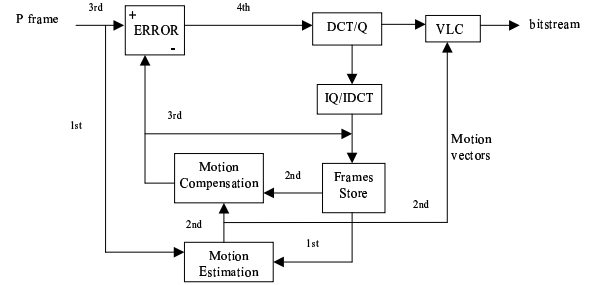 P frame
3rd
+
ERROR
-
4th
DCT/Q
VLC
bitstream
IQ/IDCT
3rd
1st
Motion
vectors
Motion
Compensation
2nd
Frames
Store
2nd
2nd
1st
Motion
Estimation